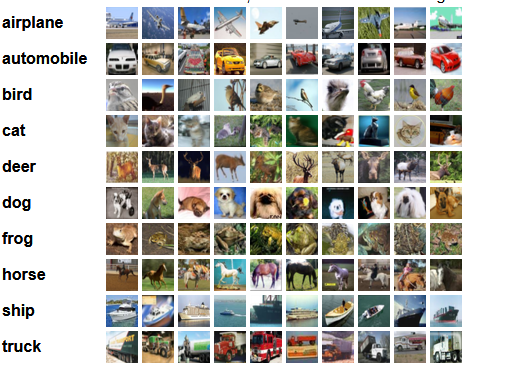 airplane
automobile
bird
cat
deer
dog
frog
horse
ship
truck